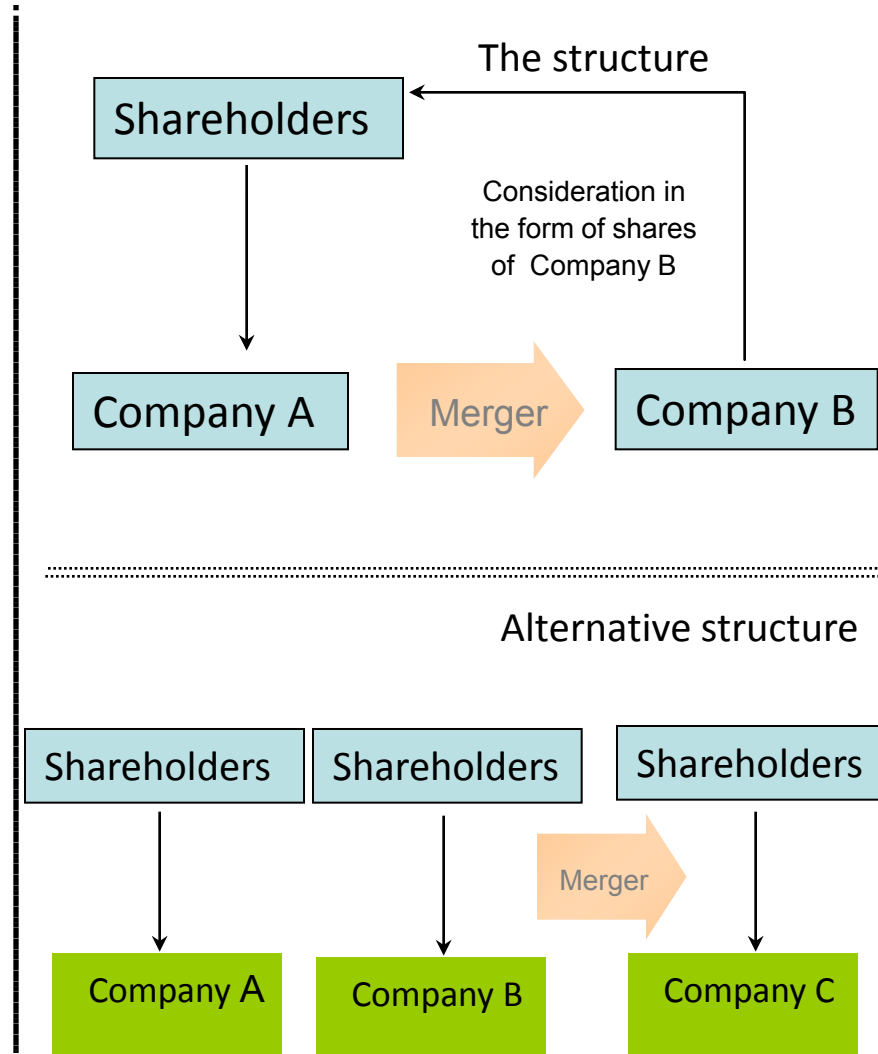 The structure
Shareholders
Consideration in
the form of shares
of Company B
Company A
Merger
Company B
Alternative structure
Shareholders
Shareholders
Shareholders
Merger
Company A
Company B
Company C